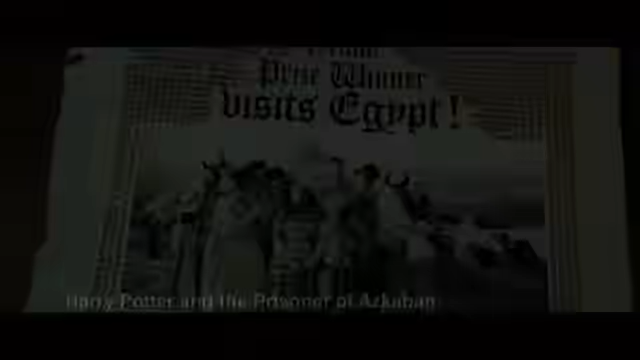 Prize Winner
visits Egypt!
Harry Potter and the Prisoner of Azkaban